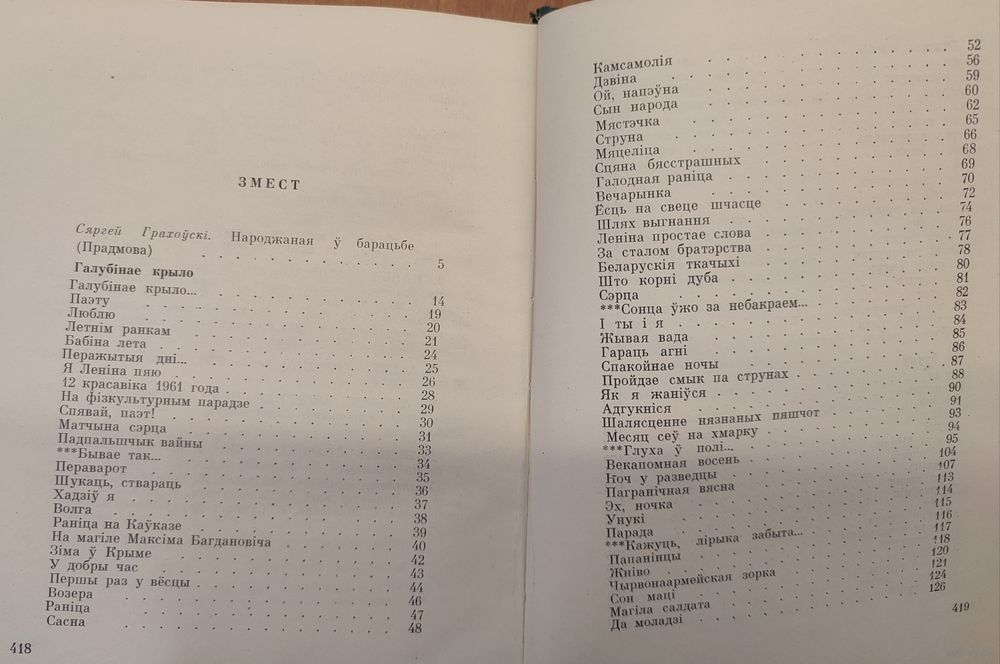 ЗМЕСТ
Сяргей Грахоўскі. Народжаная ў барацьбе
(Прадмова) . . . . . . . . 5
Галубінае крыло
Галубінае крыло... . . . . . . 14
Паэту . . . . . . . . 19
Люблю . . . . . . . . 20
Летнім ранкам . . . . . . . 21
Бабіна лета . . . . . . . 24
Перажытыя дні... . . . . . . 25
Я Леніна пяю . . . . . . . 26
12 красавіка 1961 года . . . . . . 28
На фізкультурным парадзе . . . . . 29
Спявай, паэт! . . . . . . . 30
Матчына сэрца . . . . . . . 31
Падпальшчык вайны . . . . . . 33
***Бывае так... . . . . . . . 34
Пераварот . . . . . . . 35
Шукаць, ствараць . . . . . . 36
Хадзіў я . . . . . . . . 37
Волга . . . . . . . . 38
Раніца на Каўказе . . . . . . 39
На магіле Максіма Багдановіча . . . . 40
Зіма ў Крыме . . . . . . . 42
У добры час . . . . . . . 43
Першы раз у вёсцы . . . . . . 44
Возера . . . . . . . . 46
Раніца . . . . . . . . 47
Сасна . . . . . . . . 48
418
Камсамолія . . . . . . . 52
Дзвіна . . . . . . . . 56
Ой, напэўна . . . . . . . 59
Сын народа . . . . . . . 60
Мястэчка . . . . . . . 62
Струна . . . . . . . . 65
Мяцеліца . . . . . . . 66
Сцяна бясстрашных . . . . . . 68
Галодная раніца . . . . . . 69
Вечарынка . . . . . . . 70
Ёсць на свеце шчасце . . . . . 72
Шлях выгнання . . . . . . 74
Леніна простае слова . . . . . 76
За сталом братэрства . . . . . 77
Беларускія ткачыхі . . . . . . 78
Што корні дуба . . . . . . 80
Сэрца . . . . . . . . 81
***Сонца ўжо за небакраем... . . . . 82
І ты і я . . . . . . . . 83
Жывая вада . . . . . . . 84
Гараць агні . . . . . . . 85
Спакойнае ночы . . . . . . 86
Пройдзе смык па струнах . . . . . 87
Як я жаніўся . . . . . . . 88
Адгукніся . . . . . . . 90
Шалясценне нязнаных пяшчот . . . . 91
Месяц сеў на хмарку . . . . . 93
***Глуха ў полі... . . . . . . 94
Векапомная восень . . . . . . 95
Ноч у разведцы . . . . . . 104
Пагранічная вясна . . . . . . 107
Эх, ночка . . . . . . . 113
Унукі . . . . . . . . 114
Парада . . . . . . . . 115
***Кажуць, лірыка забыта... . . . . 116
Папанінцы . . . . . . . 117
Жніво . . . . . . . . 118
Чырвонаармейская зорка . . . . . 120
Сон маці . . . . . . . 121
Магіла салдата . . . . . . 124
Да моладзі . . . . . . . 126
419